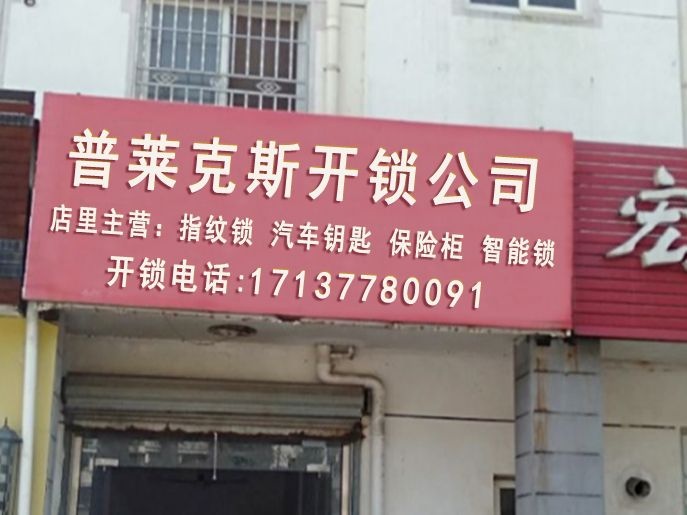 普莱克斯开锁公司
店里主营：指纹锁 汽车钥匙 保险柜 智能锁
开锁电话:17137780091
宏